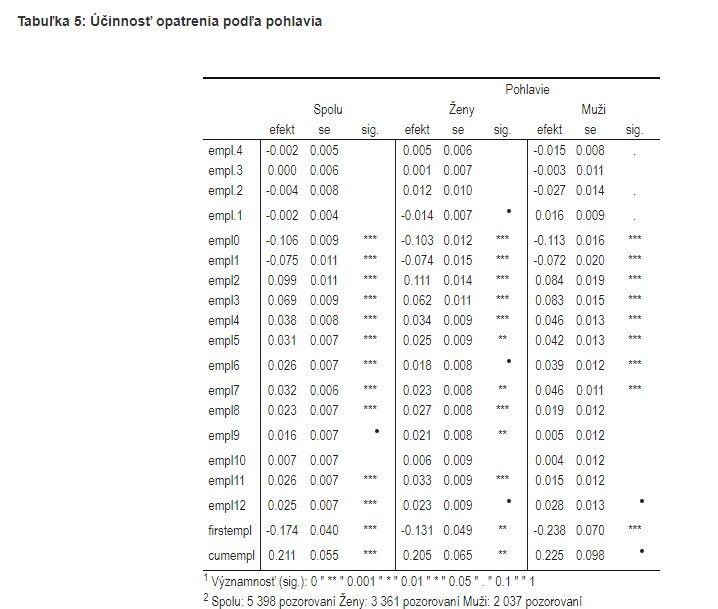 Tabuľka 5: Účinnosť opatrenia podľa pohlavia
Pohlavie
Spolu Ženy Muži
efekt se sig. efekt se sig. efekt se sig.
empl.4 -0.002 0.005 0.005 0.006 -0.015 0.008 .
empl.3 0.000 0.006 0.001 0.007 -0.003 0.011
empl.2 -0.004 0.008 0.012 0.010 -0.027 0.014 .
empl.1 -0.002 0.004 -0.014 0.007 • 0.016 0.009 .
empl0 -0.106 0.009 *** -0.103 0.012 *** -0.113 0.016 ***
empl1 -0.075 0.011 *** -0.074 0.015 *** -0.072 0.020 ***
empl2 0.099 0.011 *** 0.111 0.014 *** 0.084 0.019 ***
empl3 0.069 0.009 *** 0.062 0.011 *** 0.083 0.015 ***
empl4 0.038 0.008 *** 0.034 0.009 *** 0.046 0.013 ***
empl5 0.031 0.007 *** 0.025 0.009 ** 0.042 0.013 ***
empl6 0.026 0.007 *** 0.018 0.008 • 0.039 0.012 ***
empl7 0.032 0.006 *** 0.023 0.008 ** 0.046 0.011 ***
empl8 0.023 0.007 *** 0.027 0.008 *** 0.019 0.012
empl9 0.016 0.007 • 0.021 0.008 ** 0.005 0.012
empl10 0.007 0.007 0.006 0.009 0.004 0.012
empl11 0.026 0.007 *** 0.033 0.009 *** 0.015 0.012
empl12 0.025 0.007 *** 0.023 0.009 • 0.028 0.013 •
firstempl -0.174 0.040 *** -0.131 0.049 ** -0.238 0.070 ***
cumempl 0.211 0.055 *** 0.205 0.065 ** 0.225 0.098 •
1 Významnosť (sig.): 0 " ** " 0.001 " * " 0.01 " * " 0.05 " . " 0.1 " " 1
2 Spolu: 5 398 pozorovaní Ženy: 3 361 pozorovaní Muži: 2 037 pozorovaní